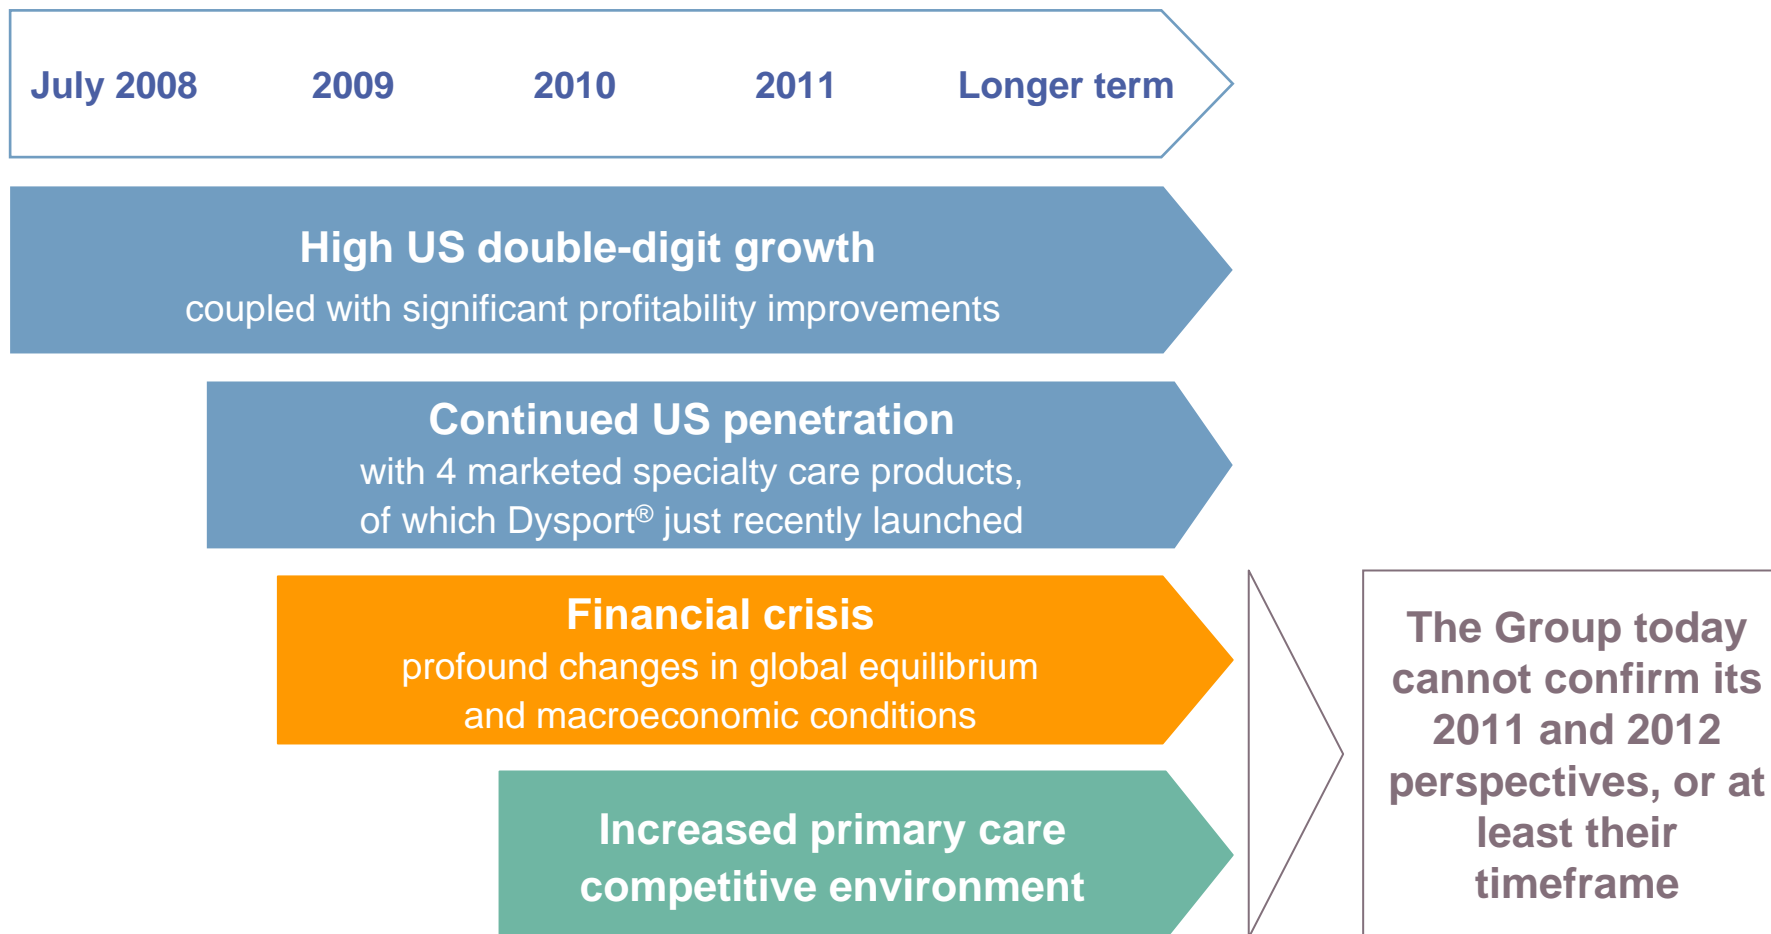 July 2008 2009 2010 2011 Longer term
High US double-digit growth
coupled with significant profitability improvements
Continued US penetration
with 4 marketed specialty care products,
of which Dysport® just recently launched
Financial crisis
profound changes in global equilibrium
and macroeconomic conditions
Increased primary care
competitive environment
The Group today
cannot confirm its
2011 and 2012
perspectives, or at
least their
timeframe